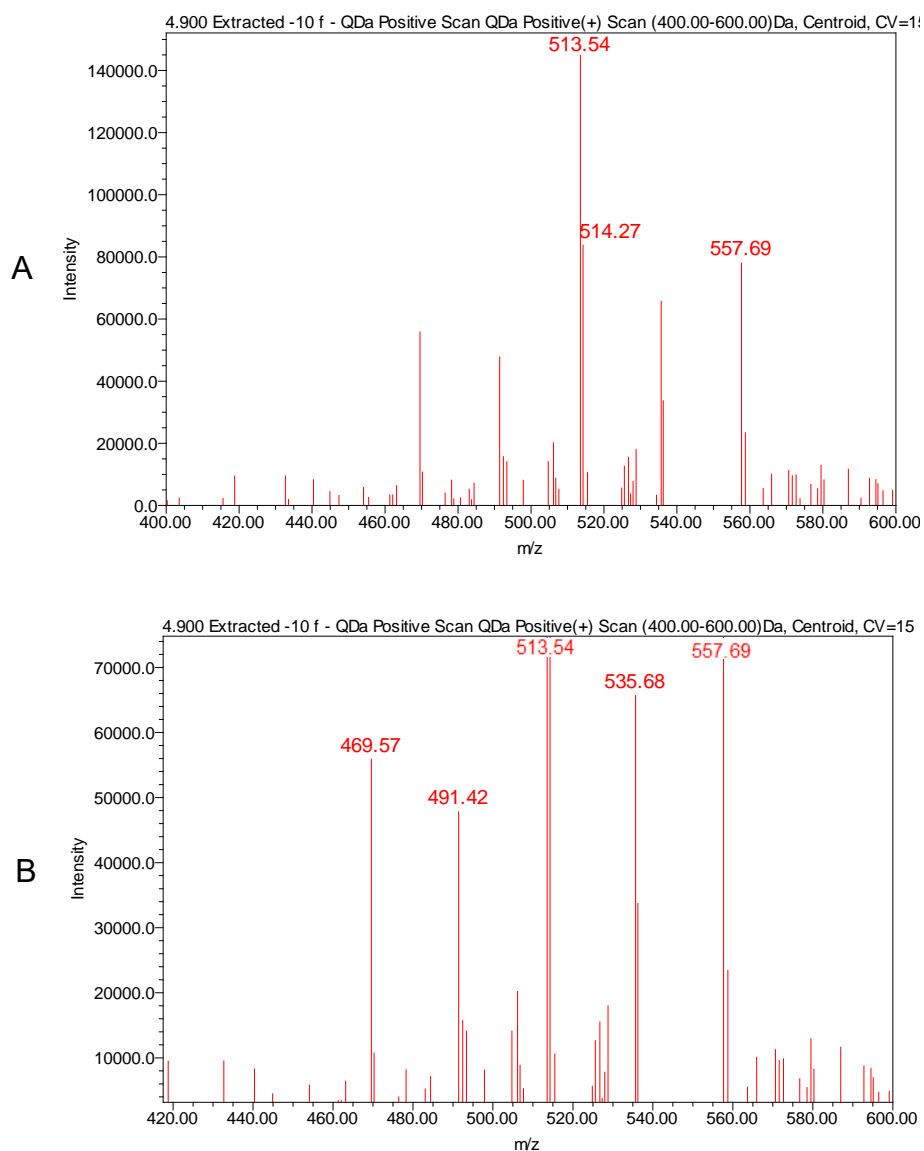 4.900 Extracted -10 f - QDa Positive Scan QDa Positive(+) Scan (400.00-600.00)Da, Centroid, CV=15
513.54
140000.0
120000.0
100000.0
514.27
80000.0
557.69
A
Intensity
60000.0
40000.0
20000.0
0.0
400.00 420.00 440.00 460.00 480.00 500.00 520.00 540.00 560.00 580.00 600.00
m/z
4.900 Extracted -10 f - QDa Positive Scan QDa Positive(+) Scan (400.00-600.00)Da, Centroid, CV=15
513.54 557.69
70000.0
535.68
60000.0
469.57
491.42
50000.0
B
Intensity
40000.0
30000.0
20000.0
10000.0
420.00 440.00 460.00 480.00 500.00 520.00 540.00 560.00 580.00 600.00
m/z